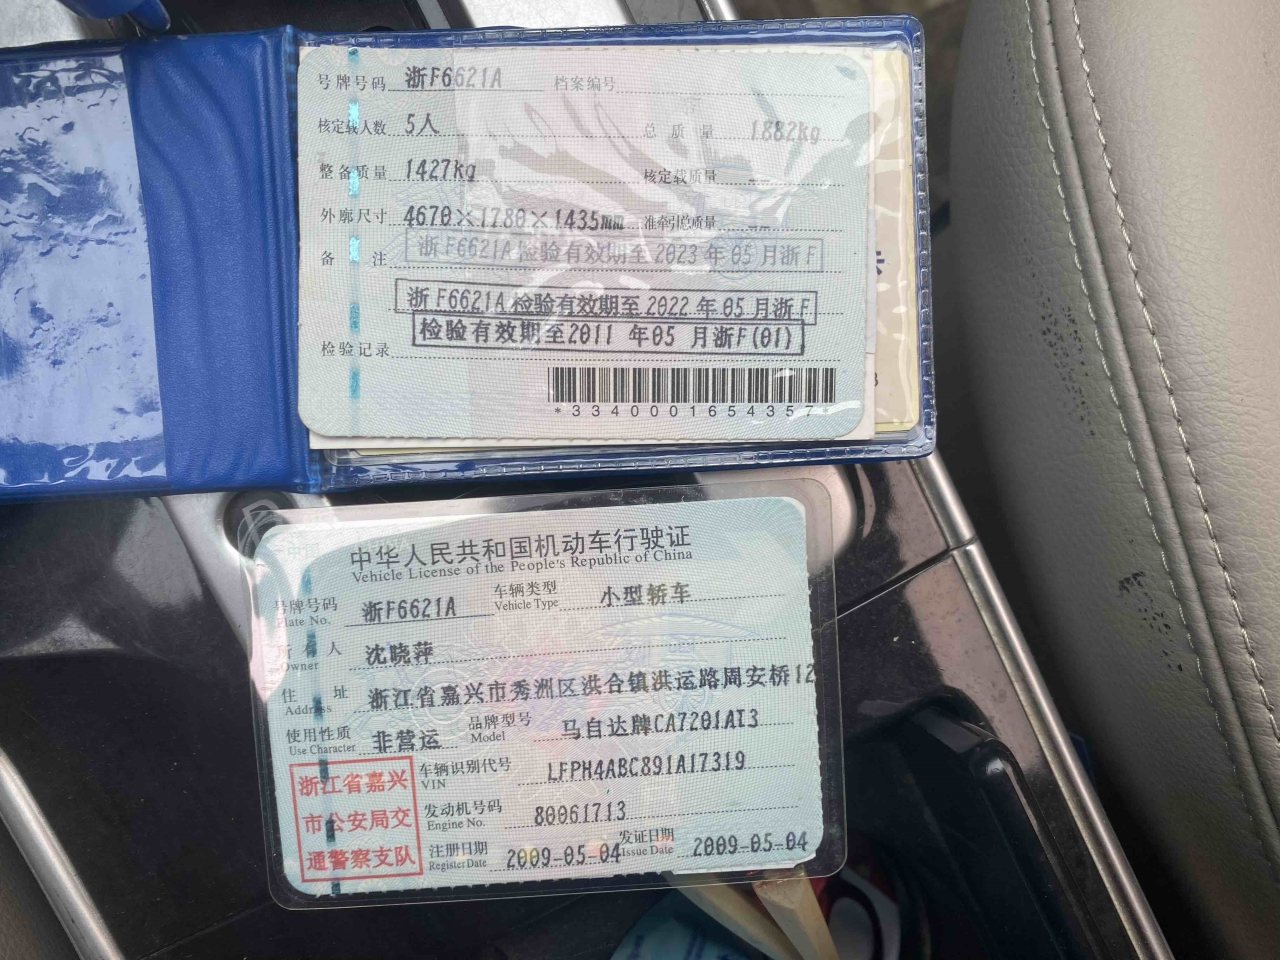 号牌号码 浙F6621A 档案编号
核定载人数 5人 总质量 1882kg
整备质量 1427kg 核定载质量 --
外廓尺寸 4670×1780×1435mm 准牵引总质量 --
备注 浙F6621A 检验有效期至 2023 年 05 月浙F
浙F6621A 检验有效期至 2022 年 05 月浙F
检验有效期至2011 年05 月浙F(01)
检验记录
*3340001654357*
中华人民共和国机动车行驶证
Vehicle License of the People's Republic of China
号牌号码 浙F6621A 车辆类型 小型轿车
Plate No. Vehicle Type
所有人 沈晓萍
Owner
住址 浙江省嘉兴市秀洲区洪合镇洪运路周安桥12
Address
使用性质 非营运 品牌型号 马自达牌CA7201AT3
Use Character Model
浙江省嘉兴
市公安局交
通警察支队
车辆识别代号 LFPH4ABC891A17319
VIN
发动机号码 80061713
Engine No.
注册日期 2009-05-04 发证日期 2009-05-04
Register Date Issue Date